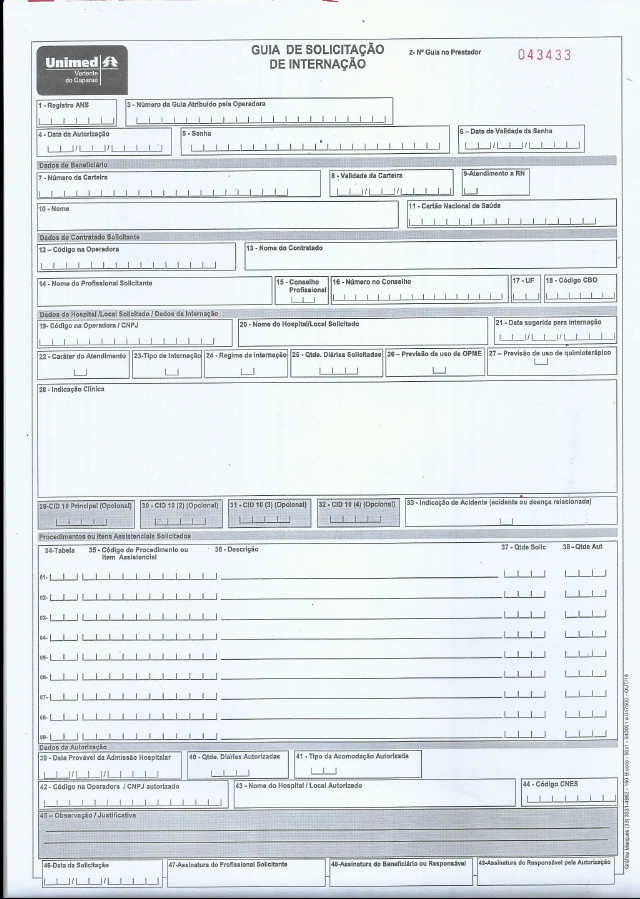 Unimed
Vertente
do Caparaó
GUIA DE SOLICITAÇÃO
DE INTERNAÇÃO
2- Nº Guia no Prestador
043433
1 - Registro ANS
3 - Número da Guia Atribuído pela Operadora
4 - Data da Autorização
5 - Senha
6 – Data de Validade da Senha
Dados do Beneficiário
7 - Número da Carteira
8 - Validade da Carteira
9-Atendimento a RN
10 - Nome
11 - Cartão Nacional de Saúde
Dados do Contratado Solicitante
12 – Código na Operadora
13 - Nome do Contratado
14 - Nome do Profissional Solicitante
15 - Conselho
Profissional
16 - Número no Conselho
17 - UF
18 - Código CBO
Dados do Hospital /Local Solicitado / Dados da Internação
19- Código na Operadora / CNPJ
20 - Nome do Hospital/Local Solicitado
21 - Data sugerida para internação
22 - Caráter do Atendimento
23-Tipo de Internação
24 - Regime de Internação
25 - Qtde. Diárias Solicitadas
26 – Previsão de uso de OPME
27 – Previsão de uso de quimioterápico
28 - Indicação Clínica
29-CID 10 Principal (Opcional)
30 - CID 10 (2) (Opcional)
31 - CID 10 (3) (Opcional)
32 - CID 10 (4) (Opcional)
33 - Indicação de Acidente (acidente ou doença relacionada)
Procedimentos ou Itens Assistenciais Solicitados
34-Tabela
35 - Código do Procedimento ou
Item Assistencial
36 - Descrição
37 - Qtde Solic
38 - Qtde Aut
01-
02-
03-
04-
05-
06-
07-
08-
09-
Dados da Autorização
39 - Data Provável da Admissão Hospitalar
40 - Qtde. Diárias Autorizadas
41 - Tipo da Acomodação Autorizada
42 - Código na Operadora / CNPJ autorizado
43 - Nome do Hospital / Local Autorizado
44 - Código CNES
45 – Observação / Justificativa
46-Data da Solicitação
47-Assinatura do Profissional Solicitante
48-Assinatura do Beneficiário ou Responsável
49-Assinatura do Responsável pela Autorização